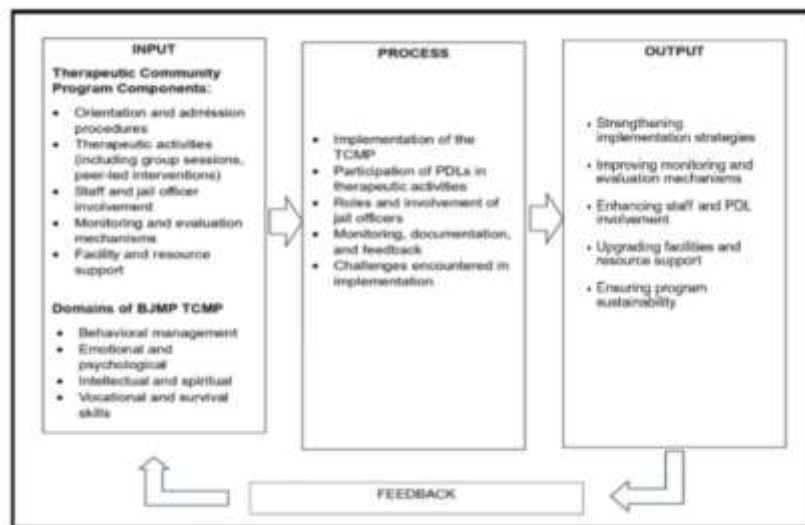 INPUT
Therapeutic Community
Program Components:
• Orientation and admission
procedures
• Therapeutic activities
(including group sessions,
peer-led interventions)
• Staff and jail officer
involvement
• Monitoring and evaluation
mechanisms
• Facility and resource
support
Domains of BJMP TCMP
• Behavioral management
• Emotional and
psychological
• Intellectual and spiritual
• Vocational and survival
skills
PROCESS
• Implementation of the
TCMP
• Participation of PDLs in
therapeutic activities
• Roles and involvement of
jail officers
• Monitoring, documentation,
and feedback
• Challenges encountered in
implementation
OUTPUT
• Strengthening
implementation strategies
• Improving monitoring and
evaluation mechanisms
• Enhancing staff and PDL
involvement
• Upgrading facilities and
resource support
• Ensuring program
sustainability
FEEDBACK